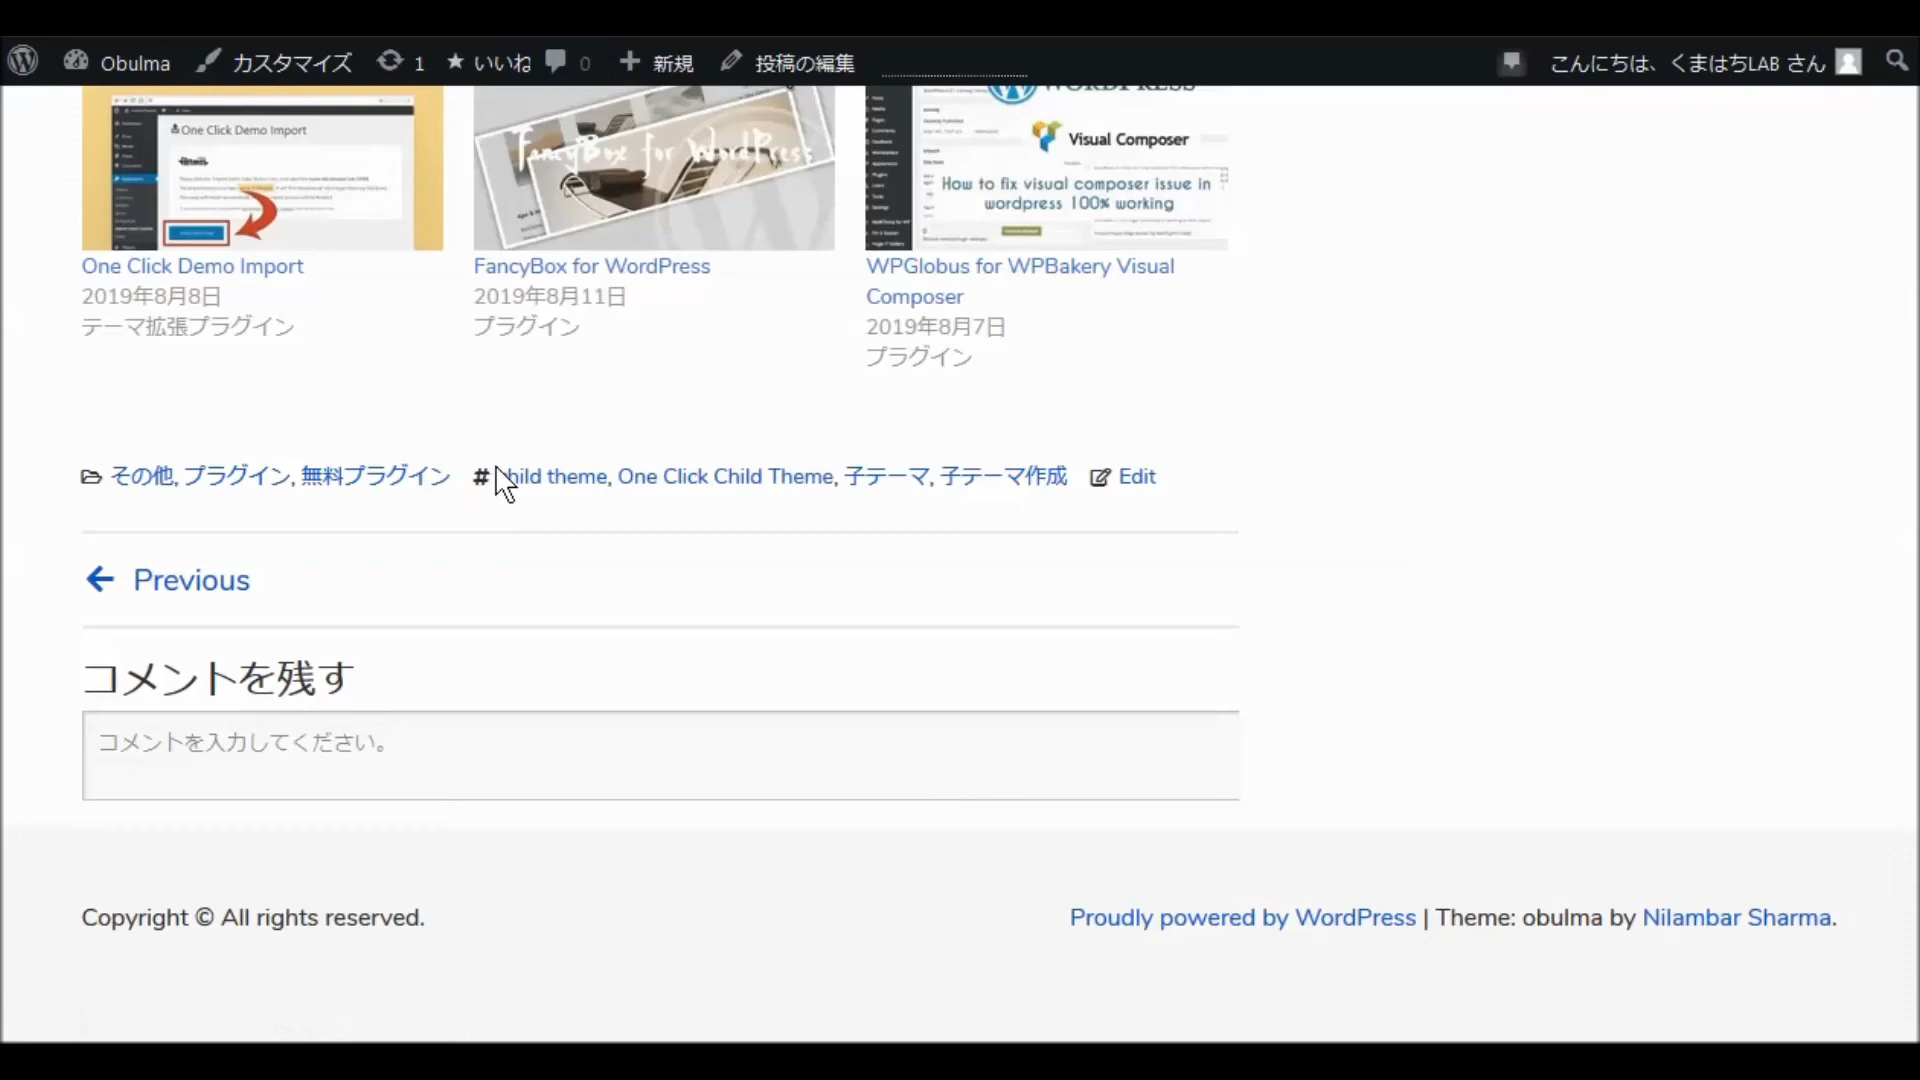 Obulma カスタマイズ 1 いいね 0 新規 投稿の編集 こんにちは、くまはちLAB さん
One Click Demo Import
FancyBox for WordPress
Visual Composer
How to fix visual composer issue in
wordpress 100% working
One Click Demo Import
2019年8月8日
テーマ拡張プラグイン
FancyBox for WordPress
2019年8月11日
プラグイン
WPGlobus for WPBakery Visual
Composer
2019年8月7日
プラグイン
その他, プラグイン, 無料プラグイン # child theme, One Click Child Theme, 子テーマ, 子テーマ作成 Edit
Previous
コメントを残す
コメントを入力してください。
Copyright © All rights reserved.
Proudly powered by WordPress | Theme: obulma by Nilambar Sharma.